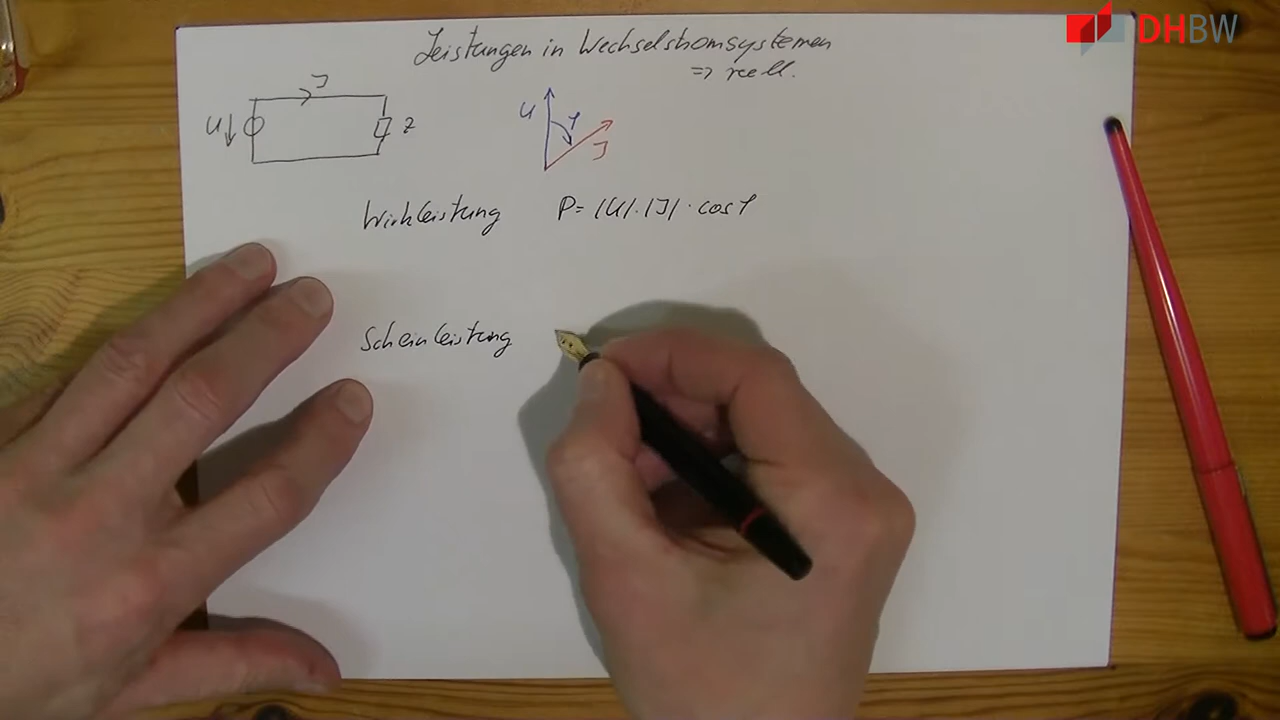 DHBW
Leistungen in Wechselstromsystemen
=> reell.
I
U
Z
U
φ
I
Wirkleistung P = |U| · |I| · cos φ
Scheinleistung